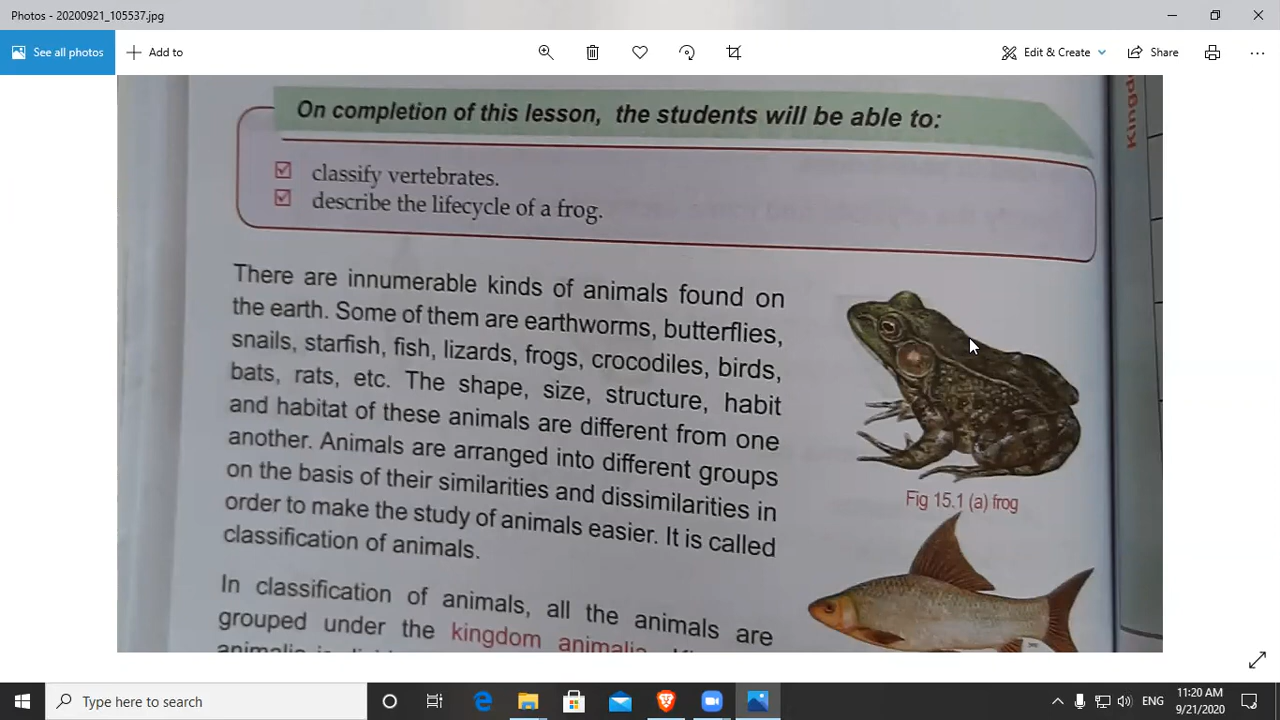 Photos - 20200921_105537.jpg
See all photos
Add to
Edit & Create
Share
On completion of this lesson, the students will be able to:
classify vertebrates.
describe the lifecycle of a frog.
There are innumerable kinds of animals found on
the earth. Some of them are earthworms, butterflies,
snails, starfish, fish, lizards, frogs, crocodiles, birds,
bats, rats, etc. The shape, size, structure, habit
and habitat of these animals are different from one
another. Animals are arranged into different groups
on the basis of their similarities and dissimilarities in
order to make the study of animals easier. It is called
classification of animals.
In classification of animals, all the animals are
grouped under the kingdom animalia.
Fig 15.1 (a) frog
Type here to search
ENG
11:20 AM
9/21/2020